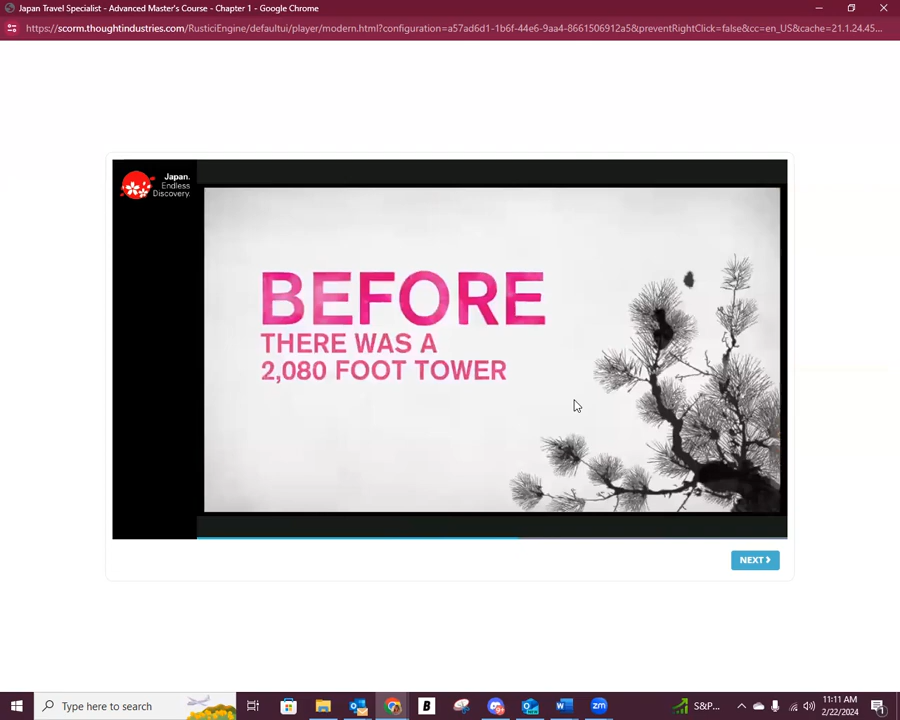 Japan Travel Specialist - Advanced Master's Course - Chapter 1 - Google Chrome
https://scorm.thoughtindustries.com/RusticiEngine/defaultui/player/modern.html?configuration=a57ad6d1-1b6f-44e6-9aa4-8661506912a5&preventRightClick=false&cc=en_US&cache=21.1.24.45...
Japan.
Endless
Discovery.
BEFORE
THERE WAS A
2,080 FOOT TOWER
NEXT
Type here to search
B
W
zm
S&P...
11:11 AM
2/22/2024
1